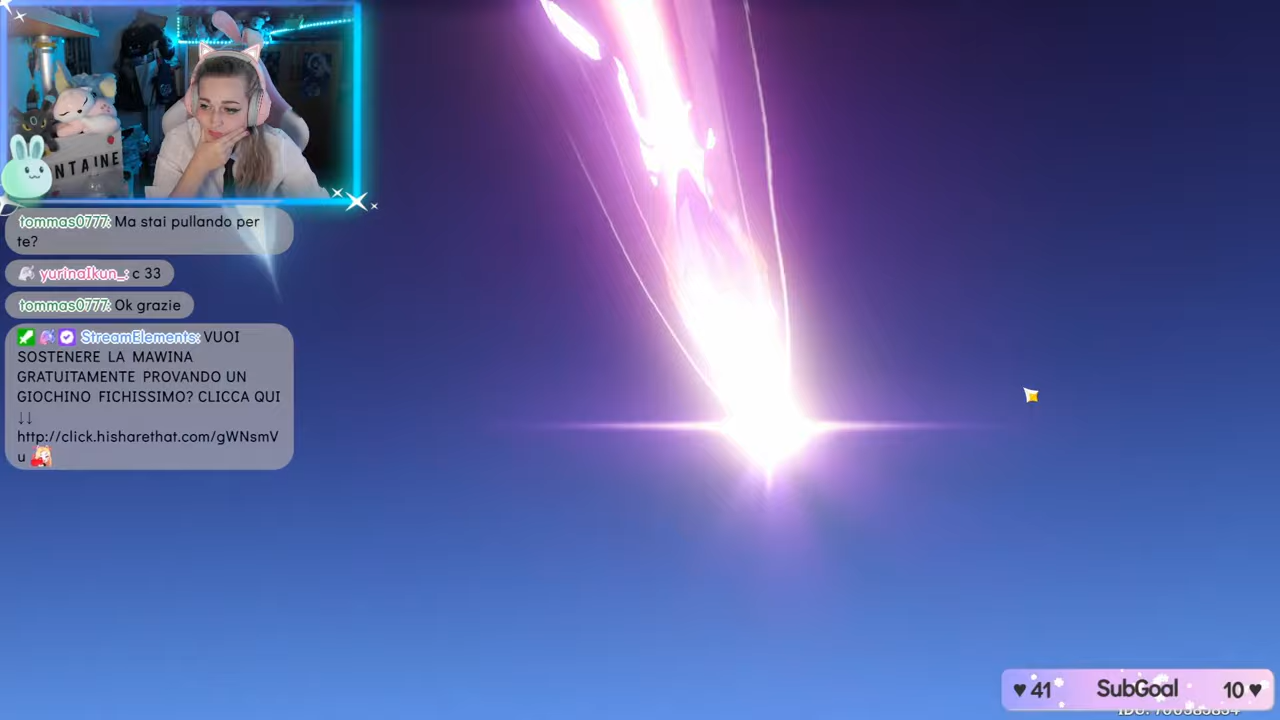 NTAINE
tommas0777: Ma stai pullando per
te?
yurinaIkun_: c 33
tommas0777: Ok grazie
StreamElements: VUOI
SOSTENERE LA MAWINA
GRATUITAMENTE PROVANDO UN
GIOCHINO FICHISSIMO? CLICCA QUI
↓↓
http://click.hisharethat.com/gWNsmV
u
♥ 41 SubGoal 10 ♥